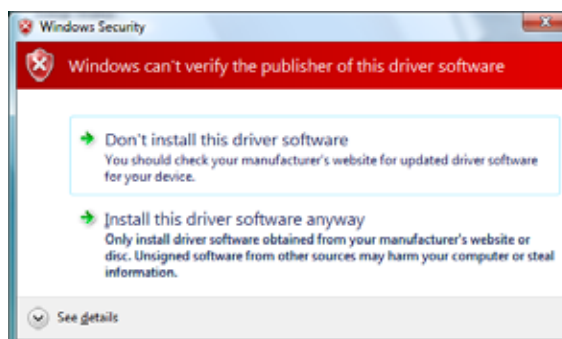 Windows Security
Windows can't verify the publisher of this driver software
Don't install this driver software
You should check your manufacturer's website for updated driver software
for your device.
Install this driver software anyway
Only install driver software obtained from your manufacturer's website or
disc. Unsigned software from other sources may harm your computer or steal
information.
See details